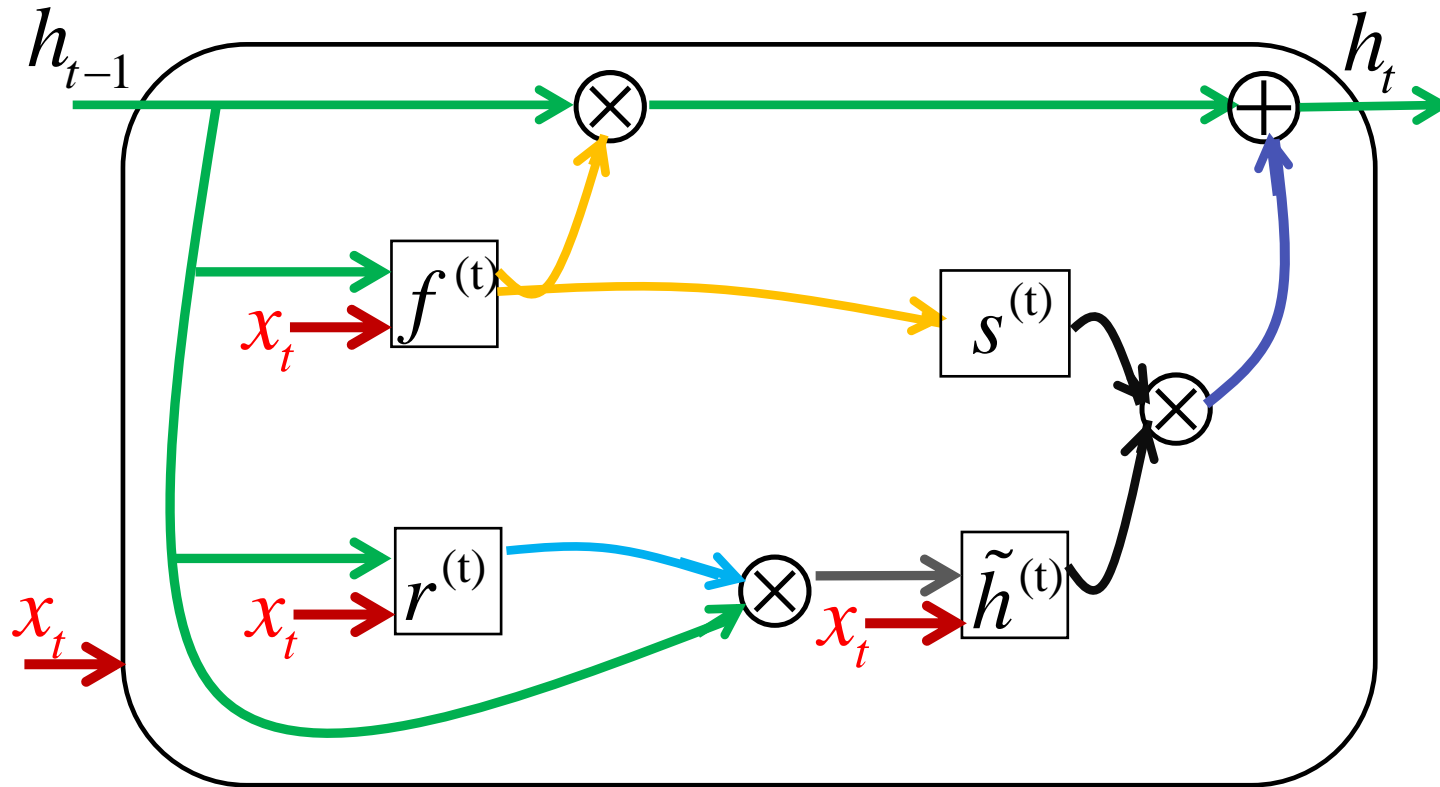 h_{t−1}
h_t
f^{(t)}
s^{(t)}
x_t
r^{(t)}
h̃^{(t)}
x_t
x_t
x_t